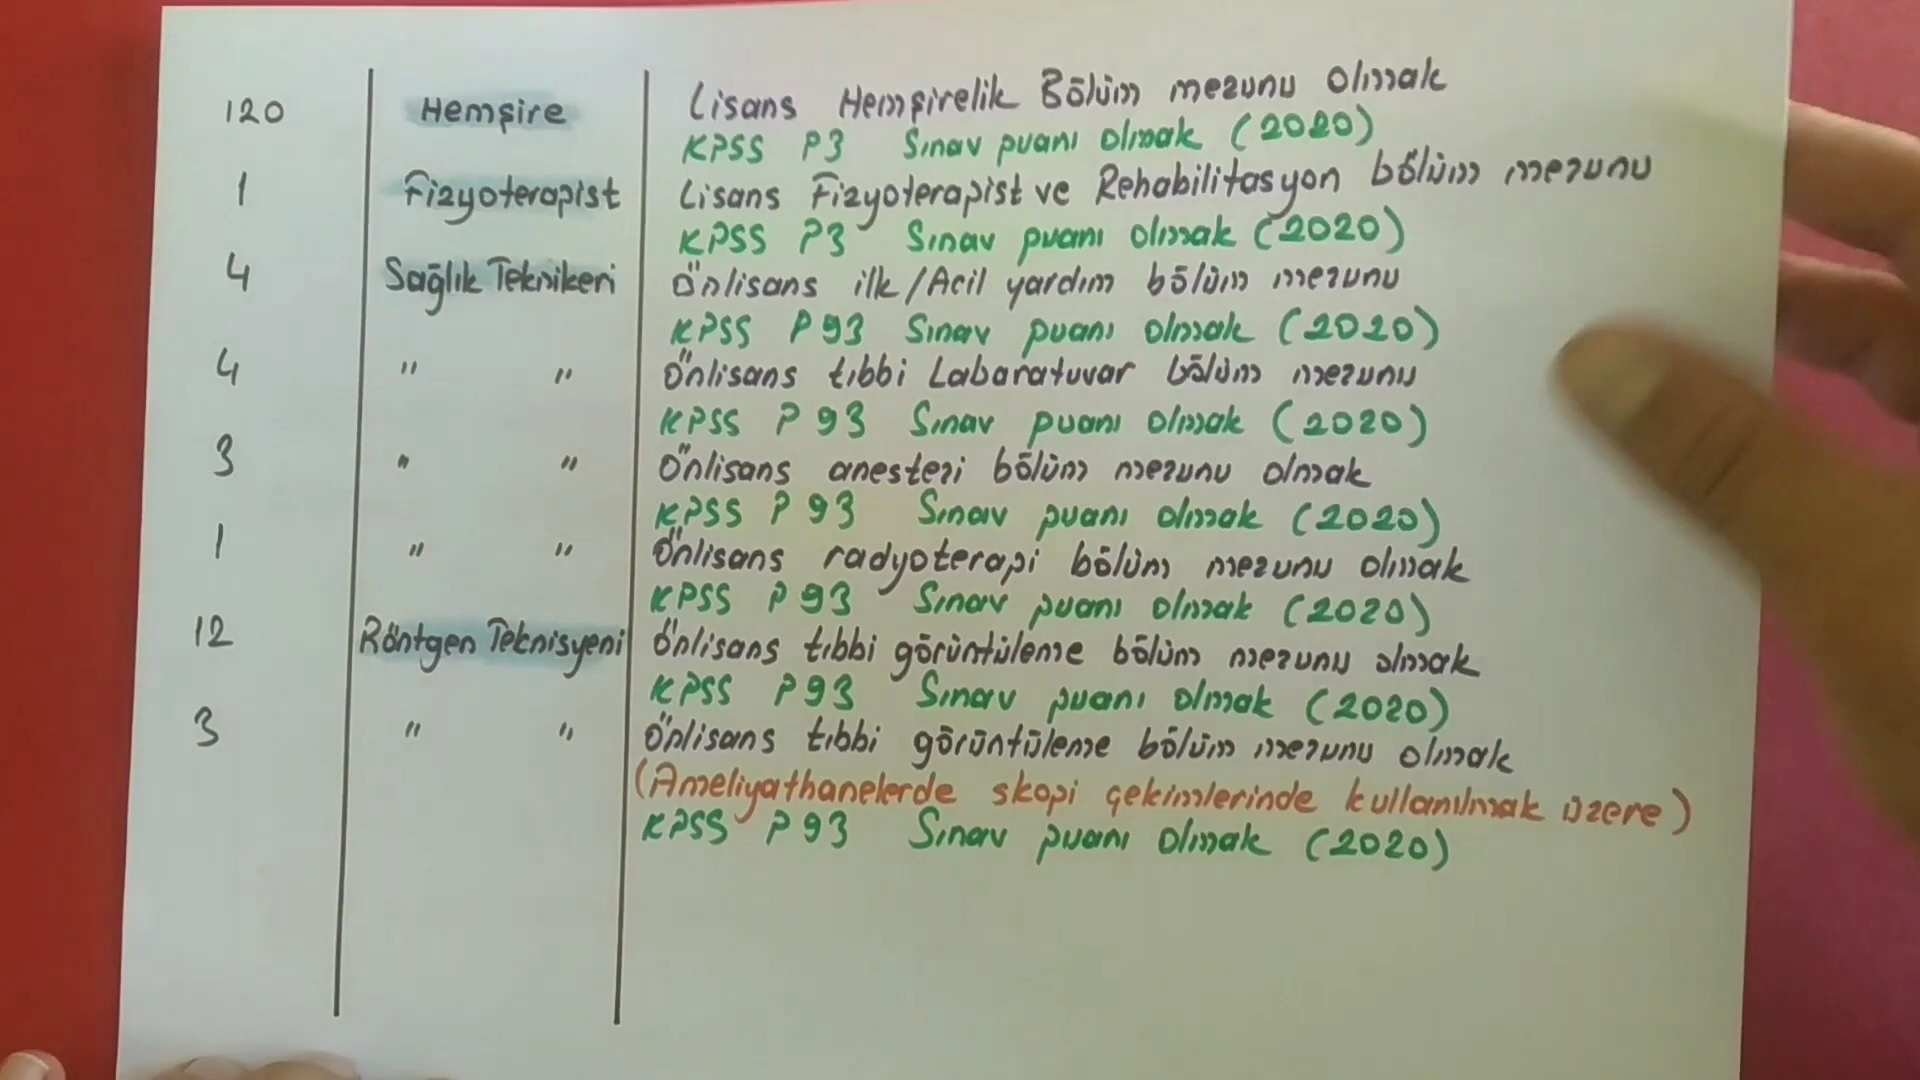 120 Hemşire Lisans Hemşirelik Bölüm mezunu Olmak
KPSS P3 Sınav puanı olmak (2020)
1 Fizyoterapist Lisans Fizyoterapist ve Rehabilitasyon bölüm mezunu
KPSS P3 Sınav puanı olmak (2020)
4 Sağlık Teknikeri Önlisans ilk/Acil yardım bölüm mezunu
KPSS P93 Sınav puanı olmak (2020)
4 " " Önlisans tıbbi Labaratuvar bölüm mezunu
KPSS P93 Sınav puanı olmak (2020)
3 " " Önlisans anestezi bölüm mezunu olmak
KPSS P93 Sınav puanı olmak (2020)
1 " " Önlisans radyoterapi bölüm mezunu olmak
KPSS P93 Sınav puanı olmak (2020)
12 Röntgen Teknisyeni Önlisans tıbbi görüntüleme bölüm mezunu olmak
KPSS P93 Sınav puanı olmak (2020)
3 " " Önlisans tıbbi görüntüleme bölüm mezunu olmak
(Ameliyathanelerde skopi çekimlerinde kullanılmak üzere)
KPSS P93 Sınav puanı olmak (2020)